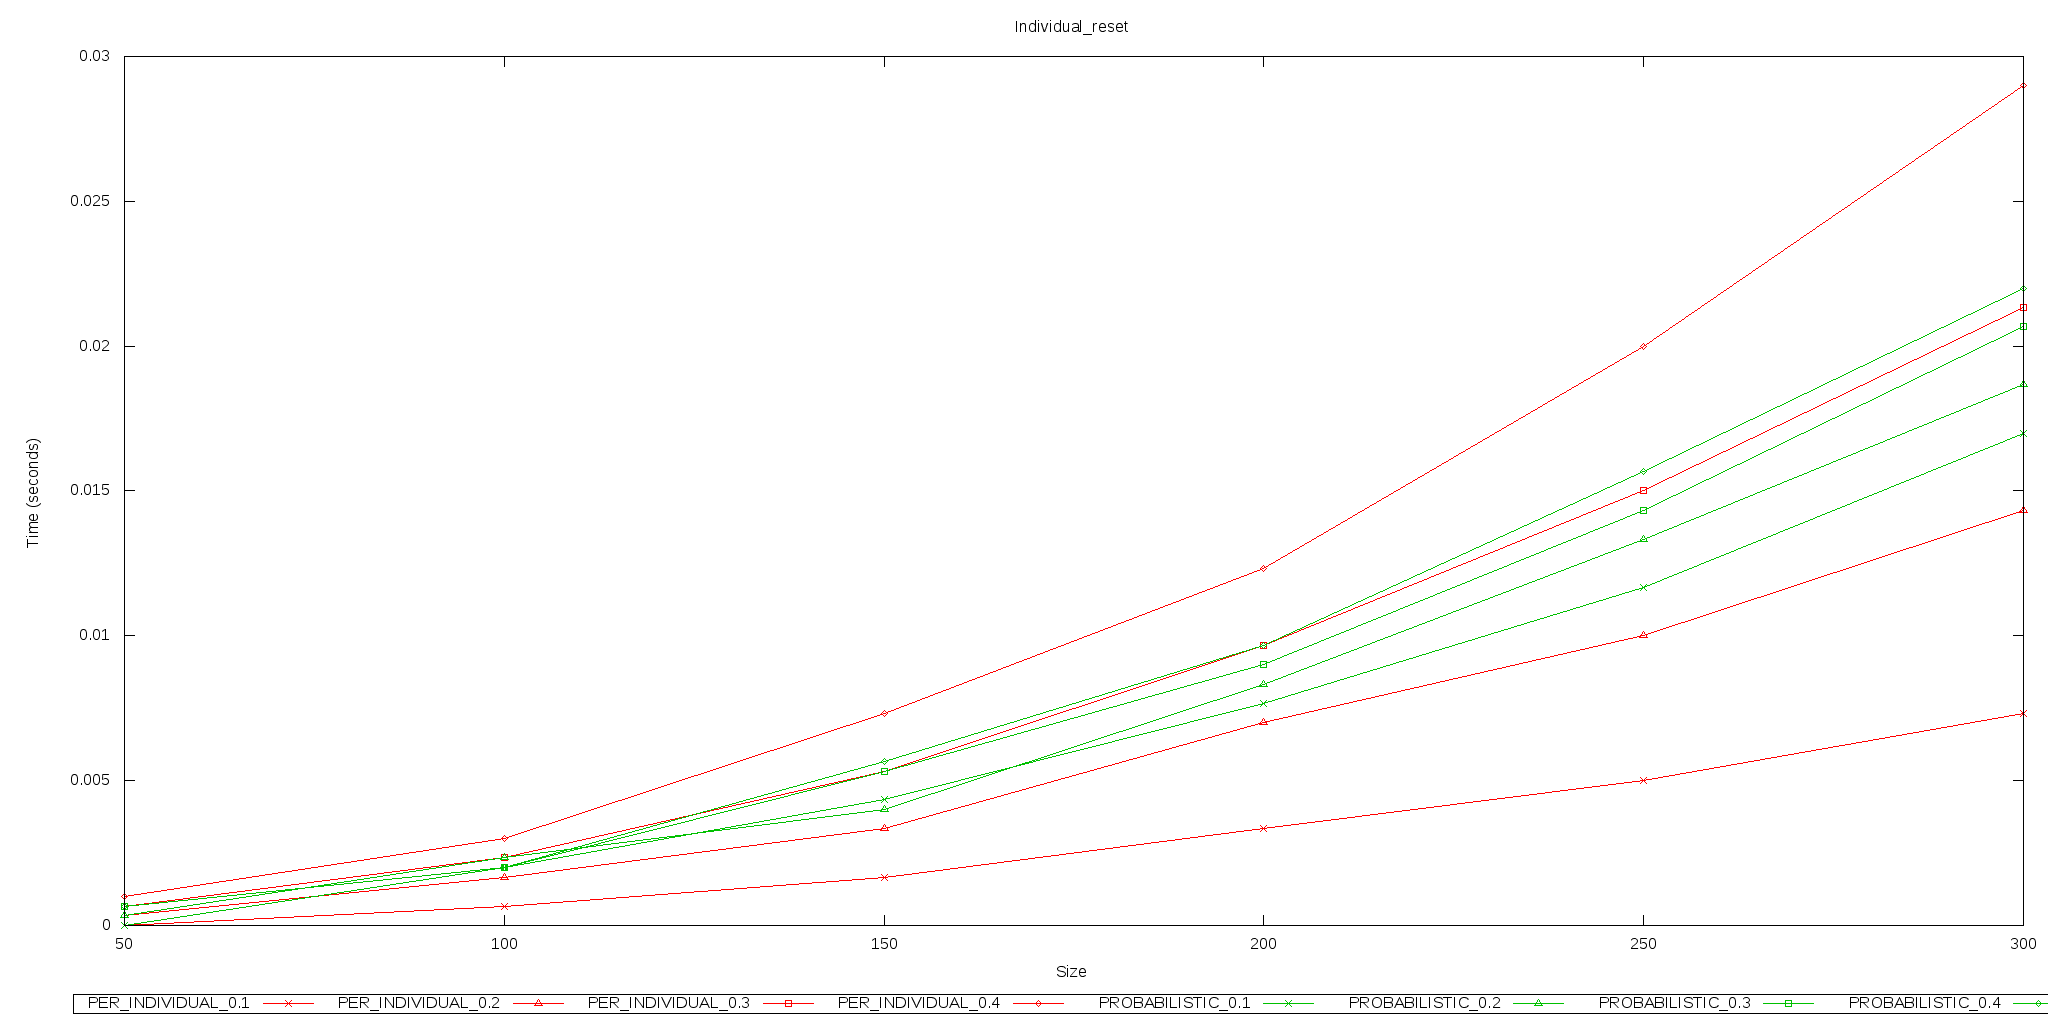 Individual_reset
0.03
0.025
0.02
0.015
0.01
0.005
0
Time (seconds)
50 100 150 200 250 300
Size
PER_INDIVIDUAL_0.1 PER_INDIVIDUAL_0.2 PER_INDIVIDUAL_0.3 PER_INDIVIDUAL_0.4 PROBABILISTIC_0.1 PROBABILISTIC_0.2 PROBABILISTIC_0.3 PROBABILISTIC_0.4